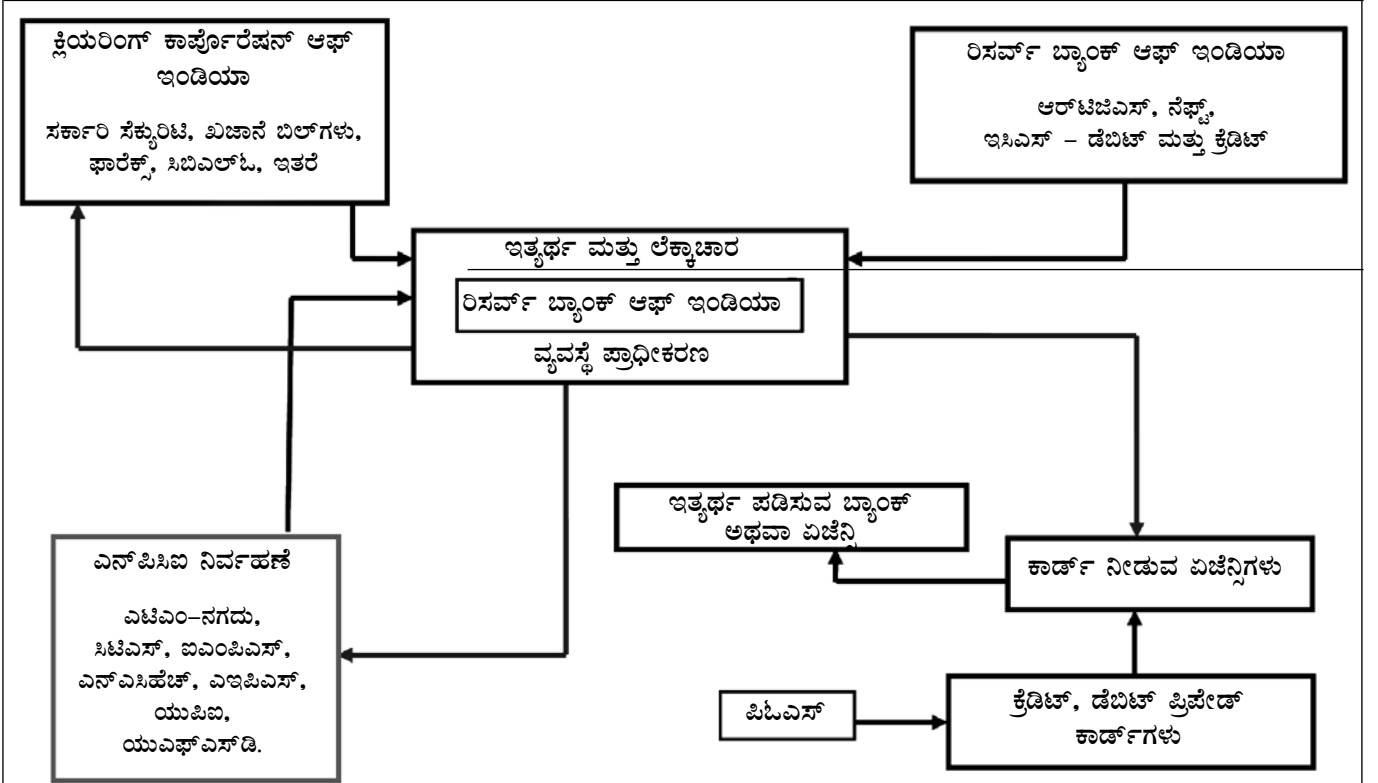 ಕ್ಲಿಯರಿಂಗ್ ಕಾರ್ಪೊರೆಷನ್ ಆಫ್
ಇಂಡಿಯಾ
ಸರ್ಕಾರಿ ಸೆಕ್ಯುರಿಟಿ, ಖಜಾನೆ ಬಿಲ್‌ಗಳು,
ಫಾರೆಕ್ಸ್, ಸಿಬಿಎಲ್‌ಓ, ಇತರೆ
ರಿಸರ್ವ್ ಬ್ಯಾಂಕ್ ಆಫ್ ಇಂಡಿಯಾ
ಆರ್‌ಟಿಜಿಎಸ್, ನೆಫ್ಟ್,
ಇಸಿಎಸ್ – ಡೆಬಿಟ್ ಮತ್ತು ಕ್ರೆಡಿಟ್
ಇತ್ಯರ್ಥ ಮತ್ತು ಲೆಕ್ಕಾಚಾರ
ರಿಸರ್ವ್ ಬ್ಯಾಂಕ್ ಆಫ್ ಇಂಡಿಯಾ
ವ್ಯವಸ್ಥೆ ಪ್ರಾಧೀಕರಣ
ಇತ್ಯರ್ಥ ಪಡಿಸುವ ಬ್ಯಾಂಕ್
ಅಥವಾ ಏಜೆನ್ಸಿ
ಎನ್‌ಪಿಸಿಐ ನಿರ್ವಹಣೆ
ಎಟಿಎಂ–ನಗದು,
ಸಿಟಿಎಸ್, ಐಎಂಪಿಎಸ್,
ಎನ್‌ಎಸಿಹೆಚ್, ಎಇಪಿಎಸ್,
ಯುಪಿಐ,
ಯುಎಫ್‌ಎಸ್‌ಡಿ.
ಕಾರ್ಡ್ ನೀಡುವ ಏಜೆನ್ಸಿಗಳು
ಪಿಓಎಸ್
ಕ್ರೆಡಿಟ್, ಡೆಬಿಟ್ ಪ್ರಿಪೇಡ್
ಕಾರ್ಡ್‌ಗಳು